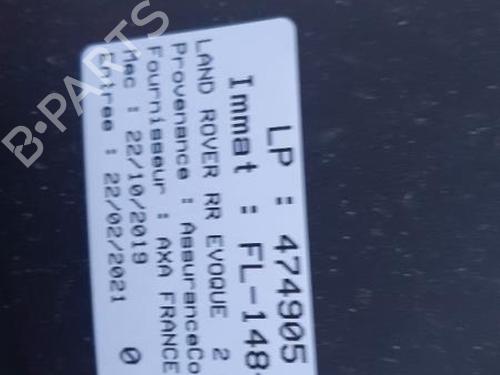 LP : 474905
Immat : FL-148
LAND ROVER RR EVOQUE 2
Provenance : AssuranceCo
Fournisseur : AXA FRANCE
Mec : 22/10/2019
Entree : 22/02/2021 0
B-PARTS